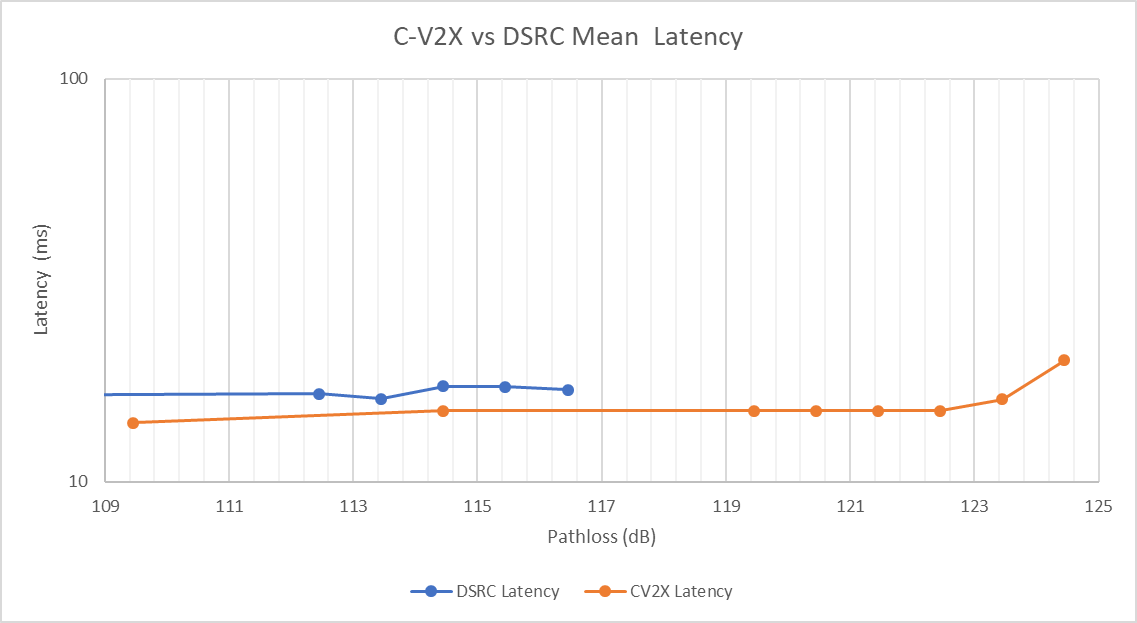 C-V2X vs DSRC Mean  Latency
100
10
Latency  (ms)
109 111 113 115 117 119 121 123 125
Pathloss (dB)
DSRC Latency CV2X Latency